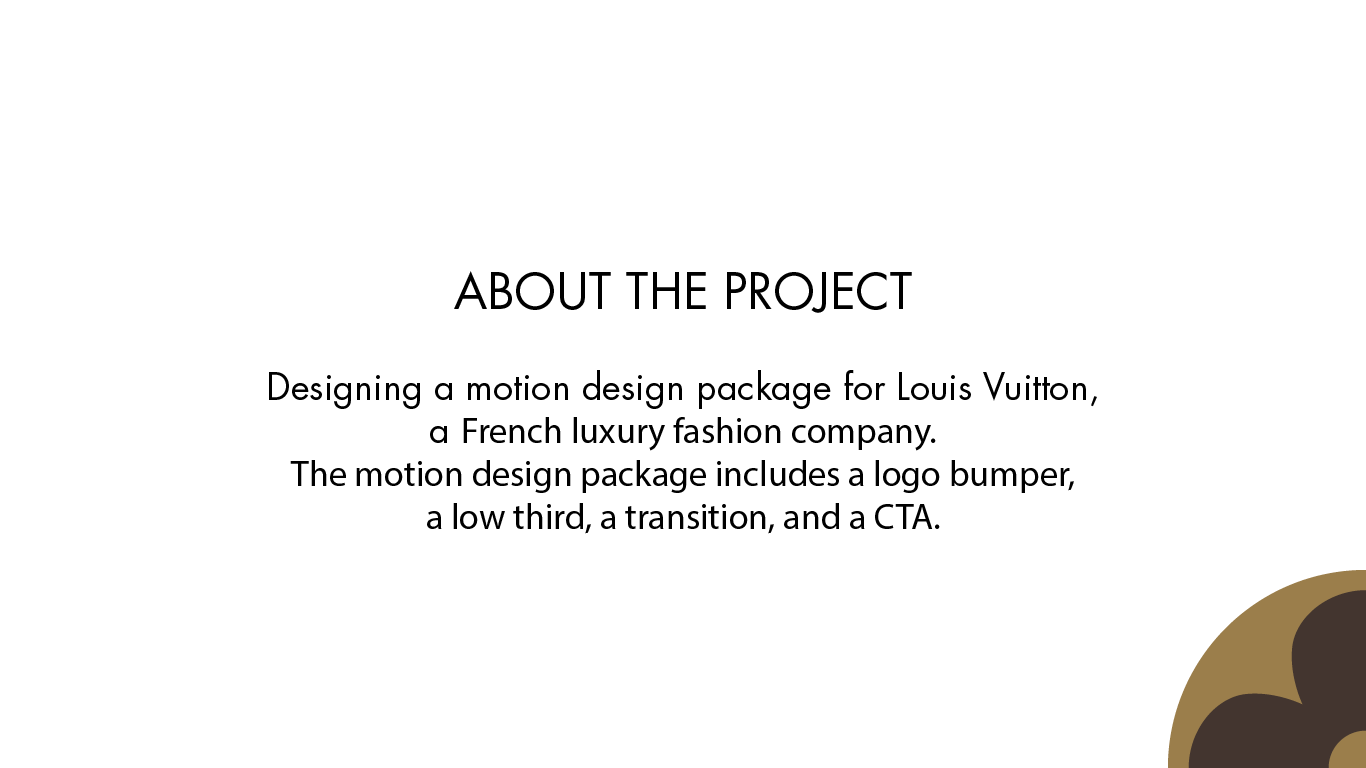 ABOUT THE PROJECT
Designing a motion design package for Louis Vuitton,
a French luxury fashion company.
The motion design package includes a logo bumper,
a low third, a transition, and a CTA.